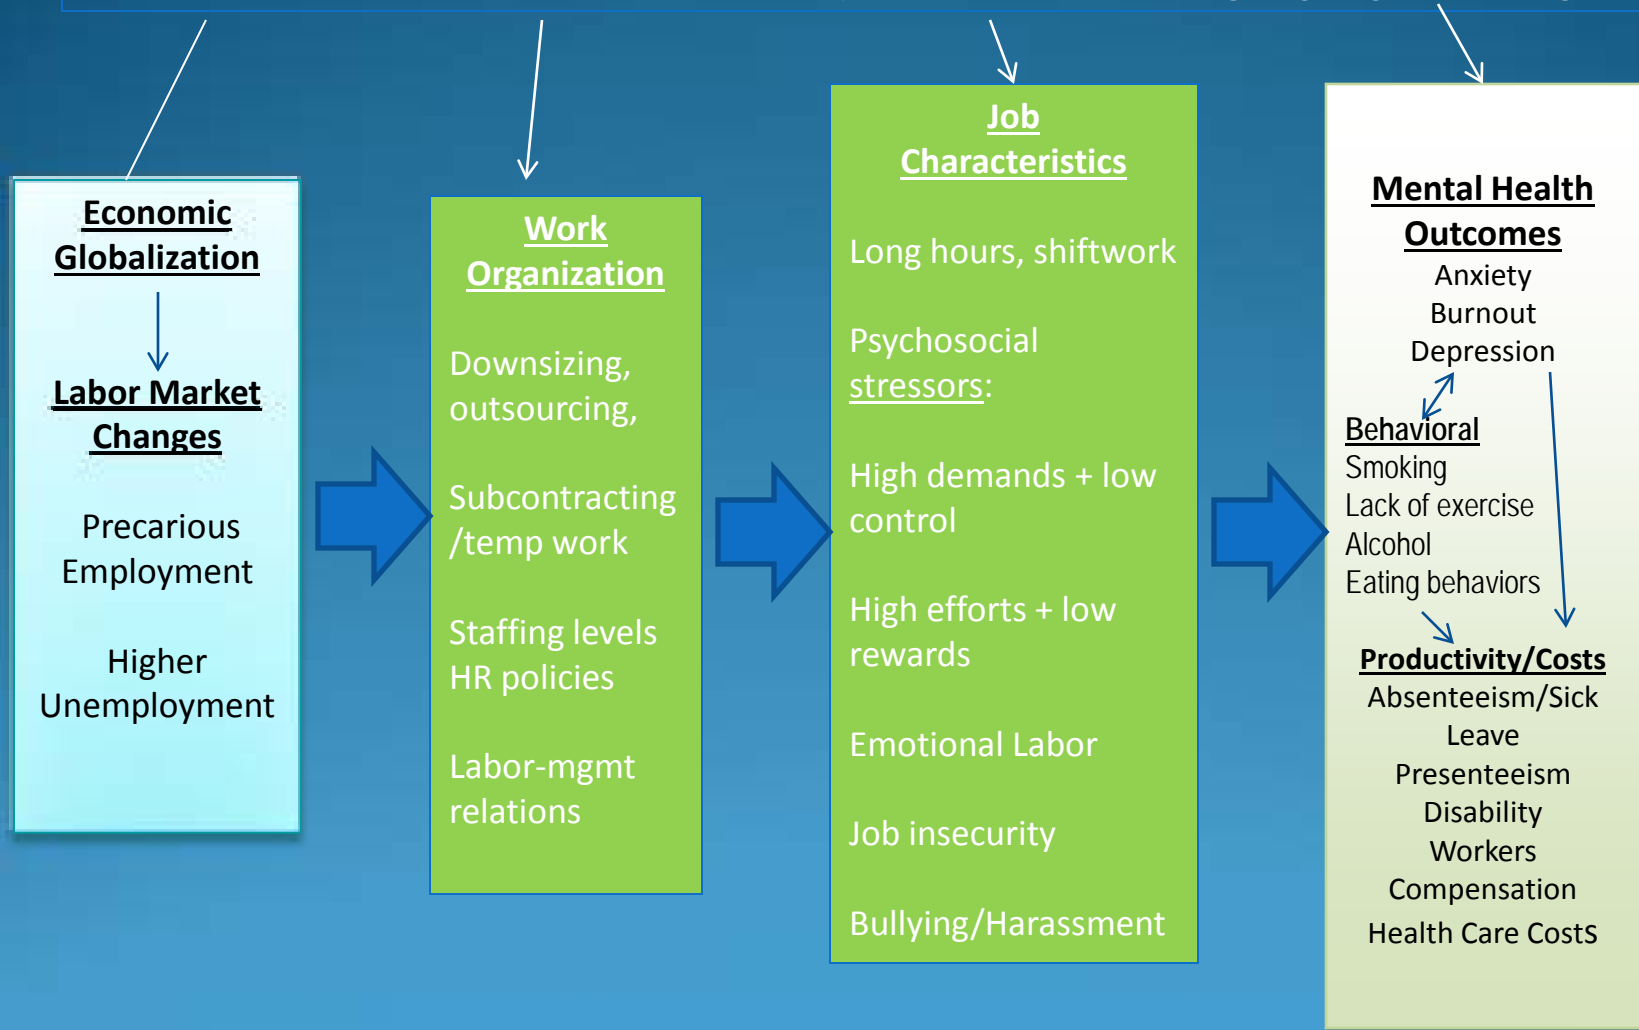 Economic
Globalization
Labor Market
Changes
Precarious
Employment
Higher
Unemployment
Work
Organization
Downsizing,
outsourcing,
Subcontracting
/temp work
Staffing levels
HR policies
Labor-mgmt
relations
Job
Characteristics
Long hours, shiftwork
Psychosocial
stressors:
High demands + low
control
High efforts + low
rewards
Emotional Labor
Job insecurity
Bullying/Harassment
Mental Health
Outcomes
Anxiety
Burnout
Depression
Behavioral
Smoking
Lack of exercise
Alcohol
Eating behaviors
Productivity/Costs
Absenteeism/Sick
Leave
Presenteeism
Disability
Workers
Compensation
Health Care Costs